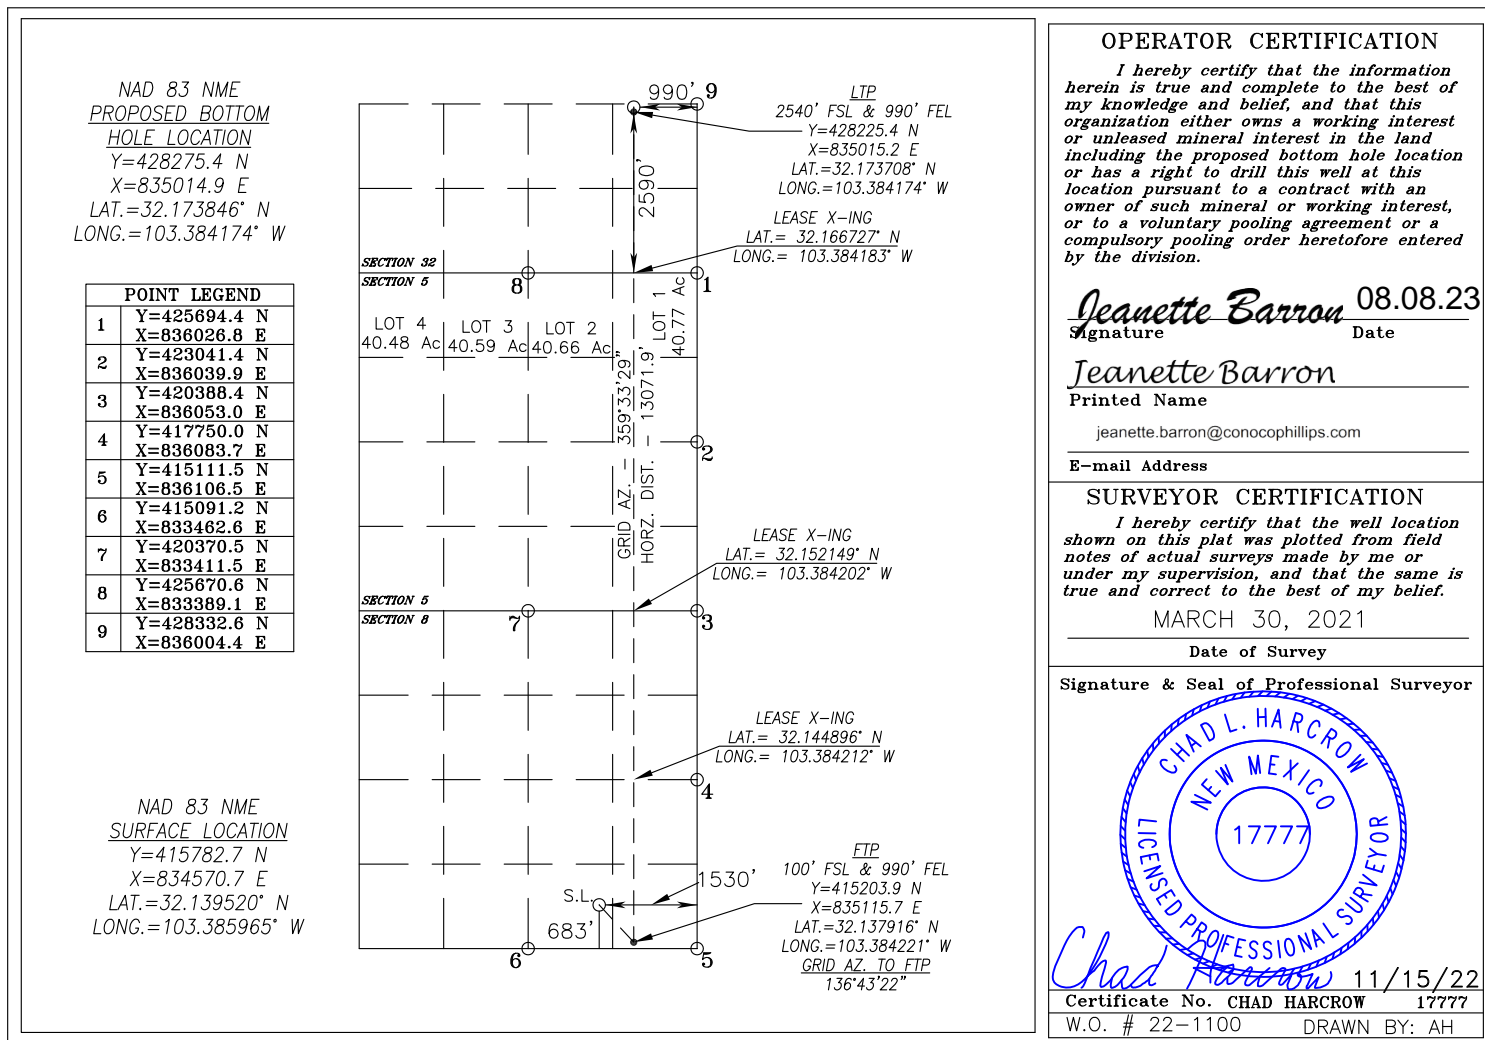 NAD 83 NME
PROPOSED BOTTOM
HOLE LOCATION
Y=428275.4 N
X=835014.9 E
LAT.=32.173846° N
LONG.=103.384174° W
POINT LEGEND
1 Y=425694.4 N
X=836026.8 E
2 Y=423041.4 N
X=836039.9 E
3 Y=420388.4 N
X=836053.0 E
4 Y=417750.0 N
X=836083.7 E
5 Y=415111.5 N
X=836106.5 E
6 Y=415091.2 N
X=833462.6 E
7 Y=420370.5 N
X=833411.5 E
8 Y=425670.6 N
X=833389.1 E
9 Y=428332.6 N
X=836004.4 E
NAD 83 NME
SURFACE LOCATION
Y=415782.7 N
X=834570.7 E
LAT.=32.139520° N
LONG.=103.385965° W
990' 9
2590'
SECTION 32
SECTION 5
8
1
LOT 4
40.48 Ac
LOT 3
40.59 Ac
LOT 2
40.66 Ac
LOT 1
40.77 Ac
GRID AZ. - 359°33'29"
HORZ. DIST. - 13071.9'
2
SECTION 5
SECTION 8
7
3
4
S.L.
1530'
683'
6
5
LTP
2540' FSL & 990' FEL
Y=428225.4 N
X=835015.2 E
LAT.=32.173708° N
LONG.=103.384174° W
LEASE X-ING
LAT.= 32.166727° N
LONG.= 103.384183° W
LEASE X-ING
LAT.= 32.152149° N
LONG.= 103.384202° W
LEASE X-ING
LAT.= 32.144896° N
LONG.= 103.384212° W
FTP
100' FSL & 990' FEL
Y=415203.9 N
X=835115.7 E
LAT.=32.137916° N
LONG.=103.384221° W
GRID AZ. TO FTP
136°43'22"
OPERATOR CERTIFICATION
I hereby certify that the information
herein is true and complete to the best of
my knowledge and belief, and that this
organization either owns a working interest
or unleased mineral interest in the land
including the proposed bottom hole location
or has a right to drill this well at this
location pursuant to a contract with an
owner of such mineral or working interest,
or to a voluntary pooling agreement or a
compulsory pooling order heretofore entered
by the division.
Jeanette Barron 08.08.23
Signature Date
Jeanette Barron
Printed Name
jeanette.barron@conocophillips.com
E-mail Address
SURVEYOR CERTIFICATION
I hereby certify that the well location
shown on this plat was plotted from field
notes of actual surveys made by me or
under my supervision, and that the same is
true and correct to the best of my belief.
MARCH 30, 2021
Date of Survey
Signature & Seal of Professional Surveyor
CHAD L. HARCROW
NEW MEXICO
17777
LICENSED PROFESSIONAL SURVEYOR
Chad Harcrow 11/15/22
Certificate No. CHAD HARCROW 17777
W.O. # 22-1100 DRAWN BY: AH